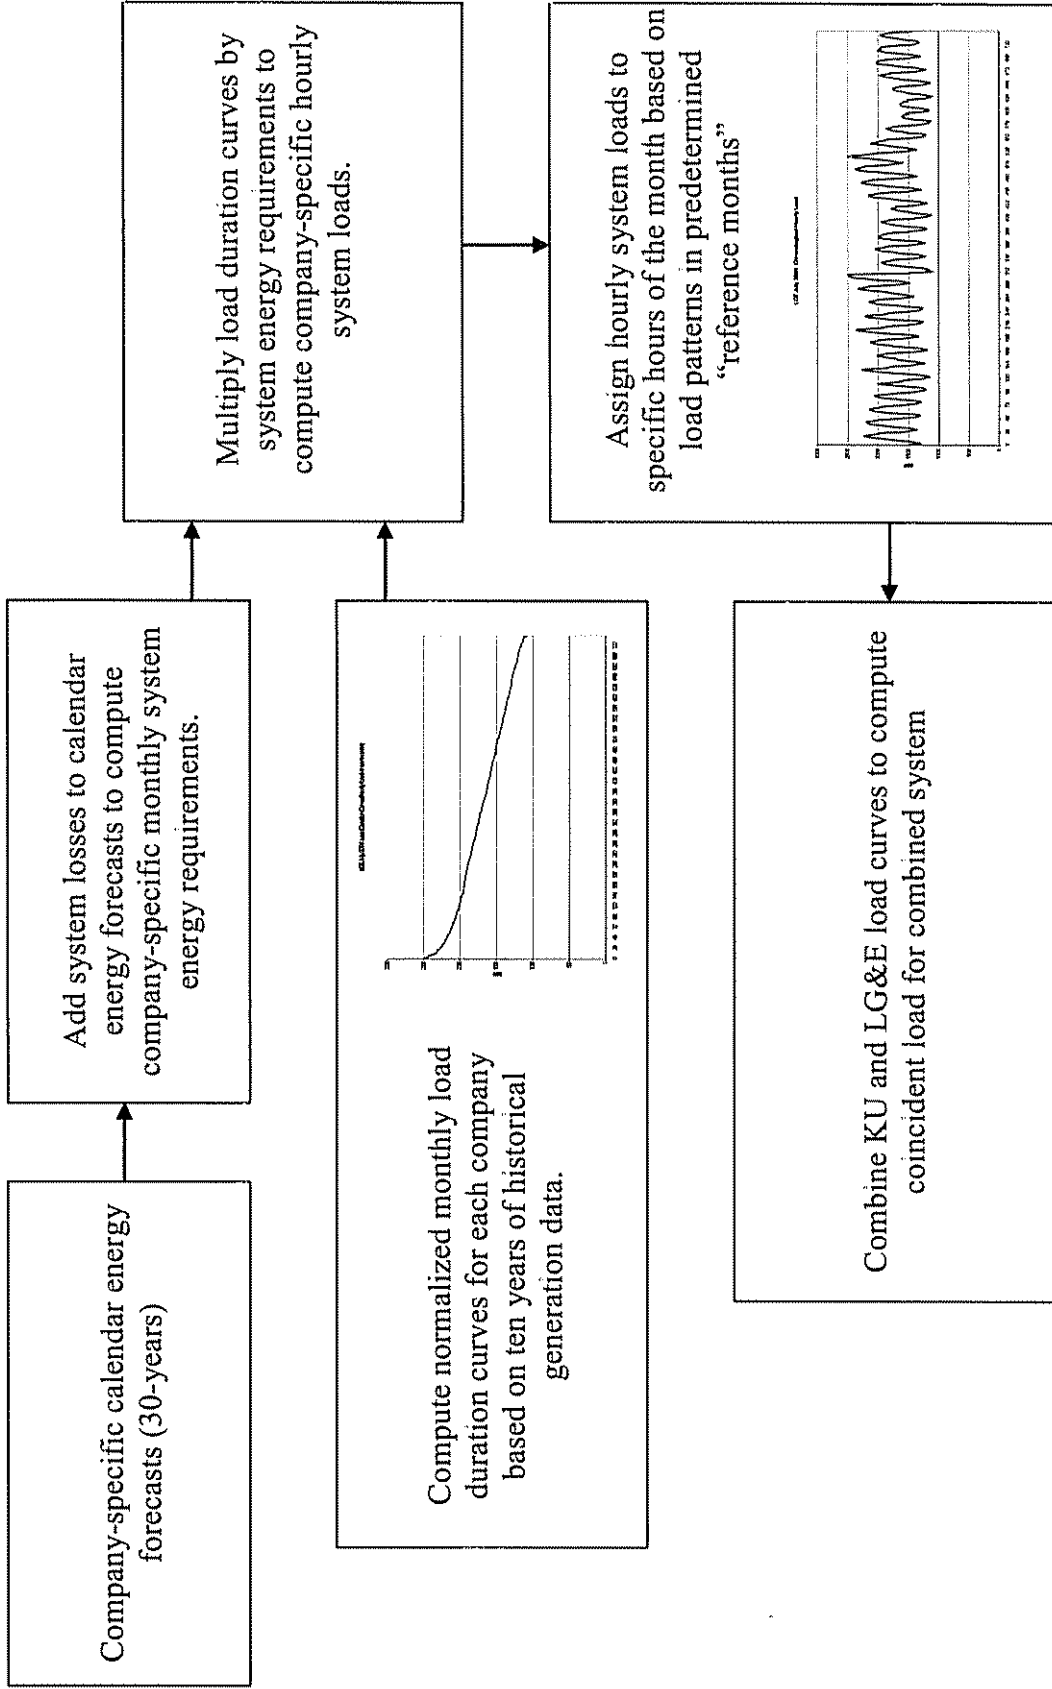 Company-specific calendar energy
forecasts (30-years)
Add system losses to calendar
energy forecasts to compute
company-specific monthly system
energy requirements.
Compute normalized monthly load
duration curves for each company
based on ten years of historical
generation data.
Multiply load duration curves by
system energy requirements to
compute company-specific hourly
system loads.
Assign hourly system loads to
specific hours of the month based on
load patterns in predetermined
“reference months”
Combine KU and LG&E load curves to compute
coincident load for combined system